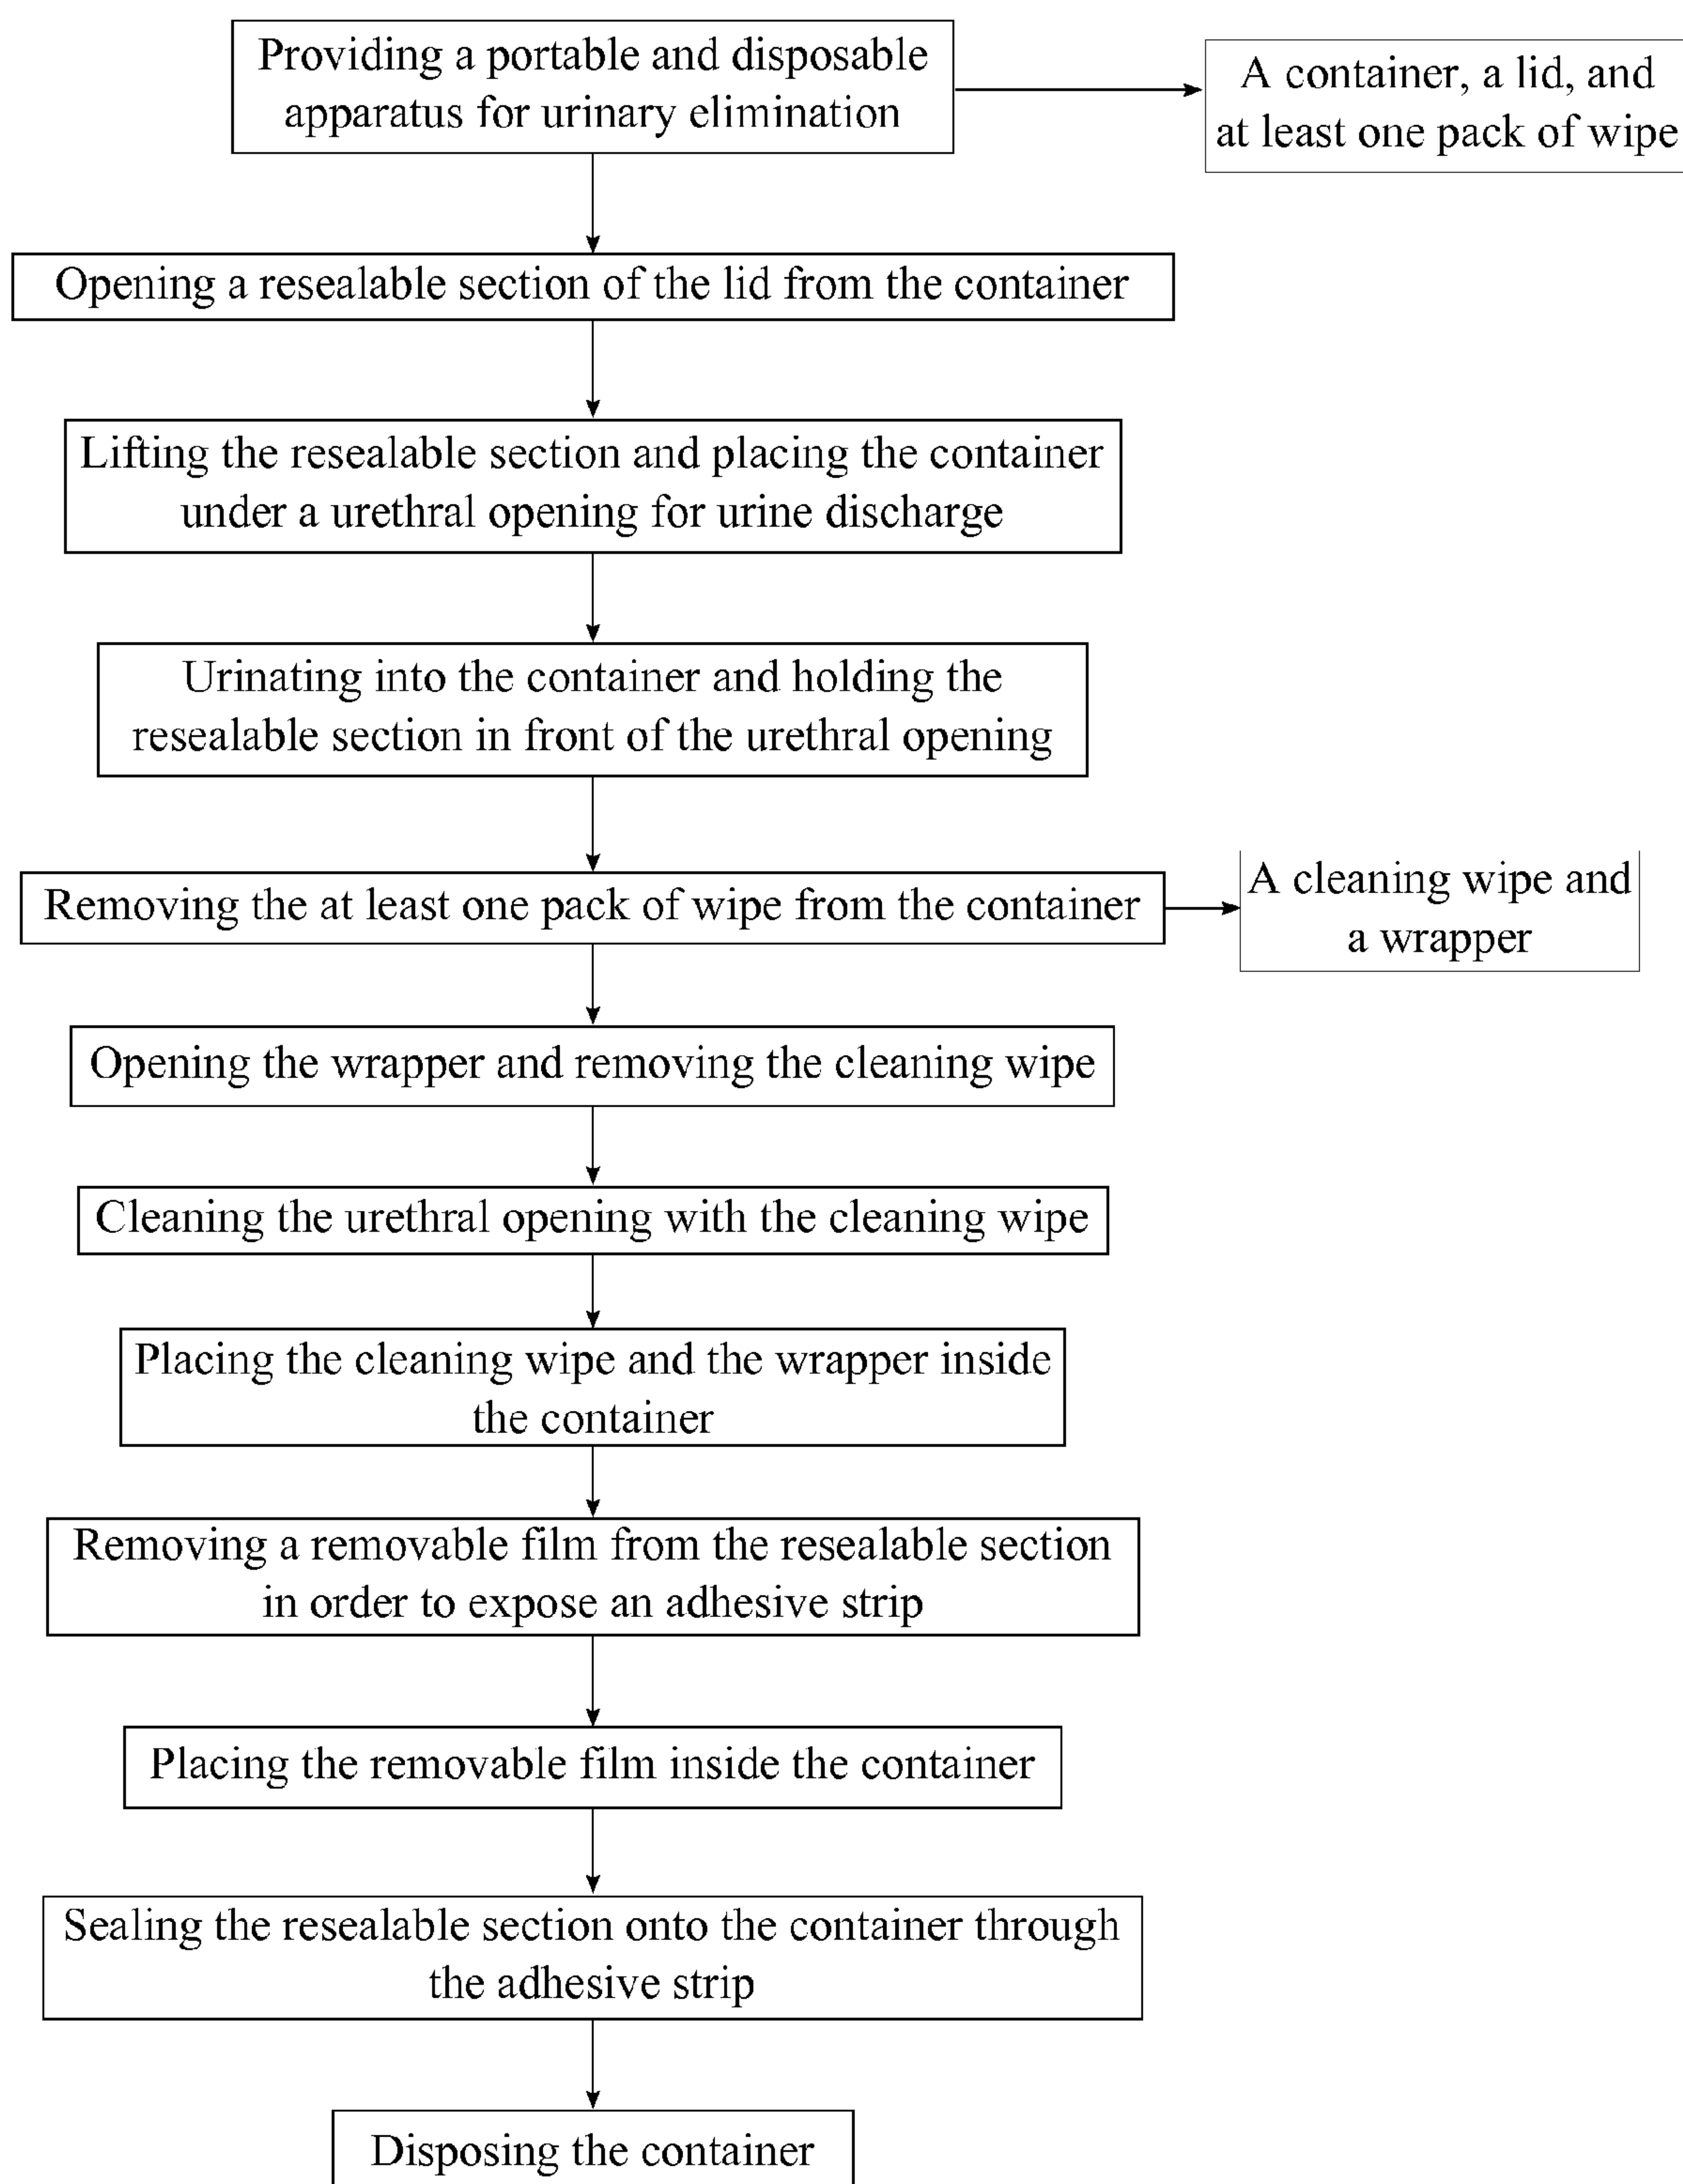 Providing a portable and disposable
apparatus for urinary elimination
A container, a lid, and
at least one pack of wipe
Opening a resealable section of the lid from the container
Lifting the resealable section and placing the container
under a urethral opening for urine discharge
Urinating into the container and holding the
resealable section in front of the urethral opening
Removing the at least one pack of wipe from the container
A cleaning wipe and
a wrapper
Opening the wrapper and removing the cleaning wipe
Cleaning the urethral opening with the cleaning wipe
Placing the cleaning wipe and the wrapper inside
the container
Removing a removable film from the resealable section
in order to expose an adhesive strip
Placing the removable film inside the container
Sealing the resealable section onto the container through
the adhesive strip
Disposing the container